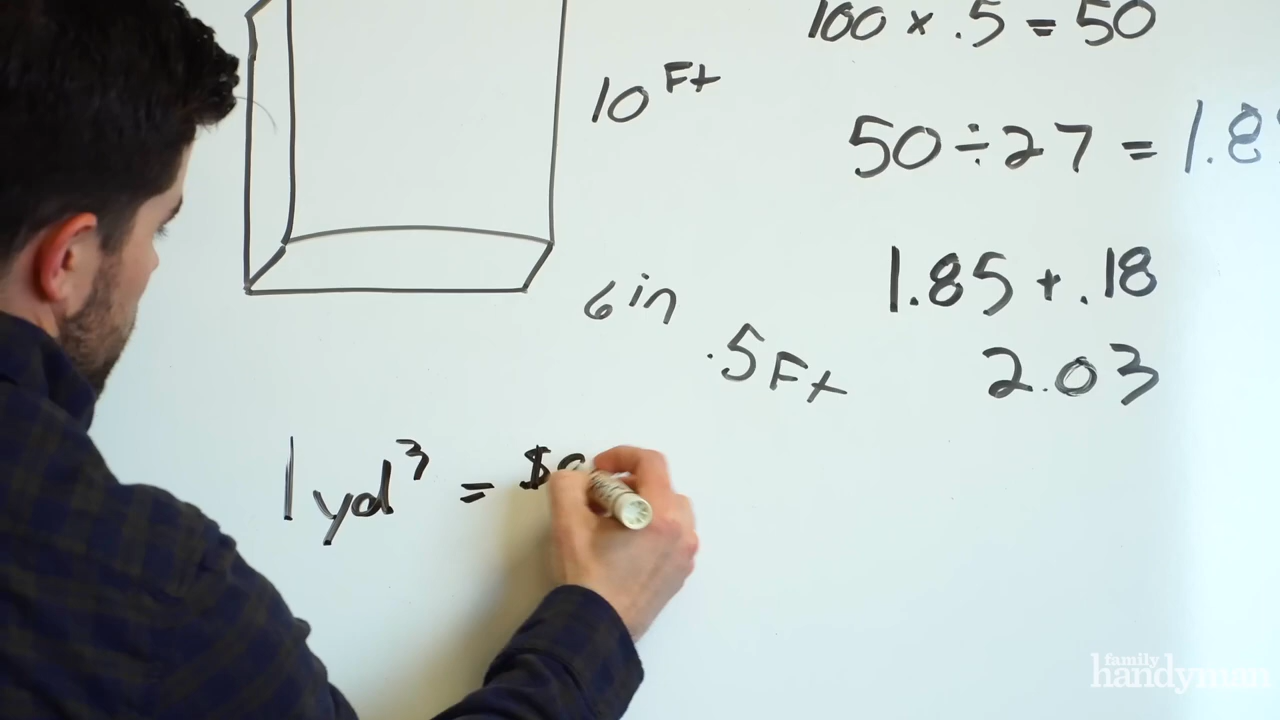 100 x .5 = 50
10 Ft
50 ÷ 27 = 1.8
1.85 + .18
6 in
.5 Ft
2.03
1 yd³ = $
family
handyman